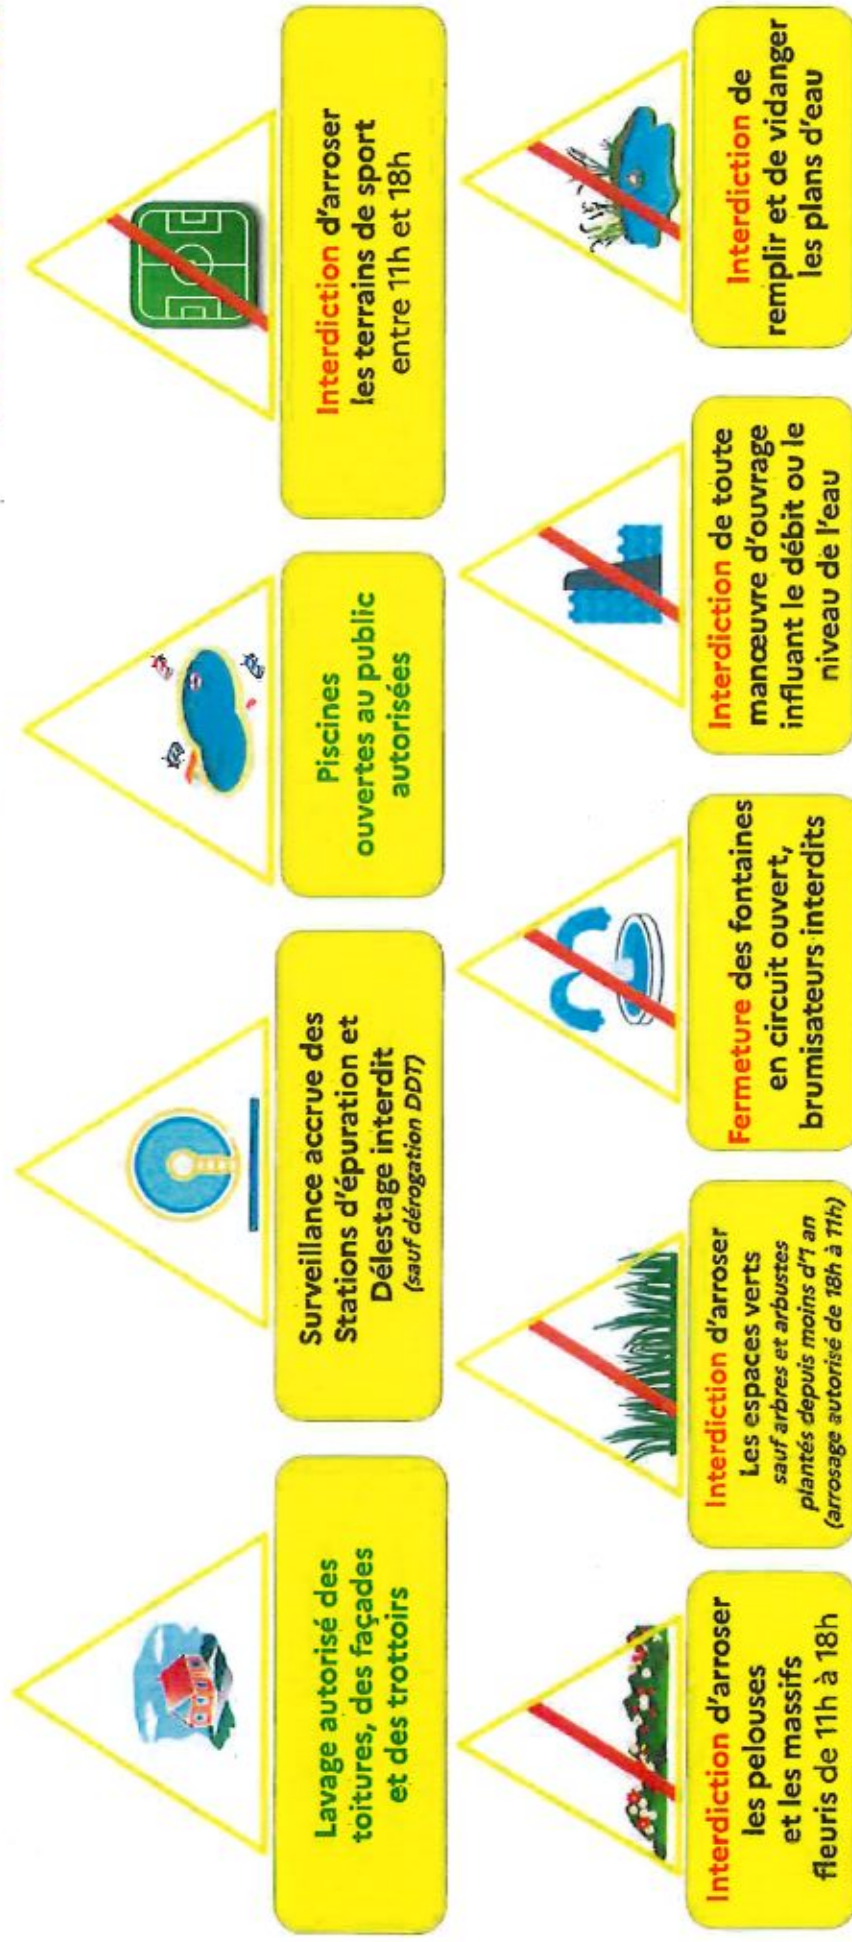 Lavage autorisé des
toitures, des façades
et des trottoirs
Surveillance accrue des
Stations d'épuration et
Délestage interdit
(sauf dérogation DDT)
Piscines
ouvertes au public
autorisées
Interdiction d'arroser
les terrains de sport
entre 11h et 18h
Interdiction d'arroser
les pelouses
et les massifs
fleuris de 11h à 18h
Interdiction d'arroser
Les espaces verts
sauf arbres et arbustes
plantés depuis moins d'1 an
(arrosage autorisé de 18h à 11h)
Fermeture des fontaines
en circuit ouvert,
brumisateurs interdits
Interdiction de toute
manœuvre d'ouvrage
influant le débit ou le
niveau de l'eau
Interdiction de
remplir et de vidanger
les plans d'eau